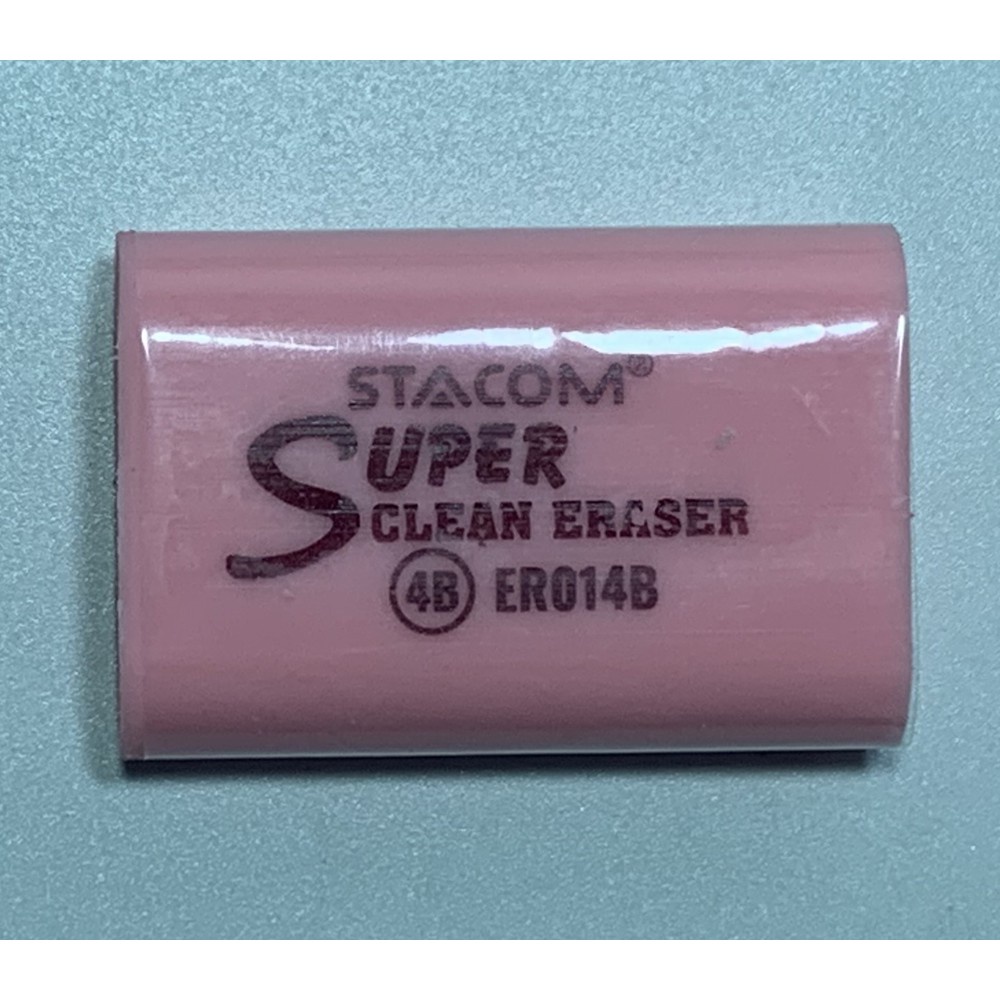 STACOM®
SUPER
CLEAN ERASER
4B ER014B